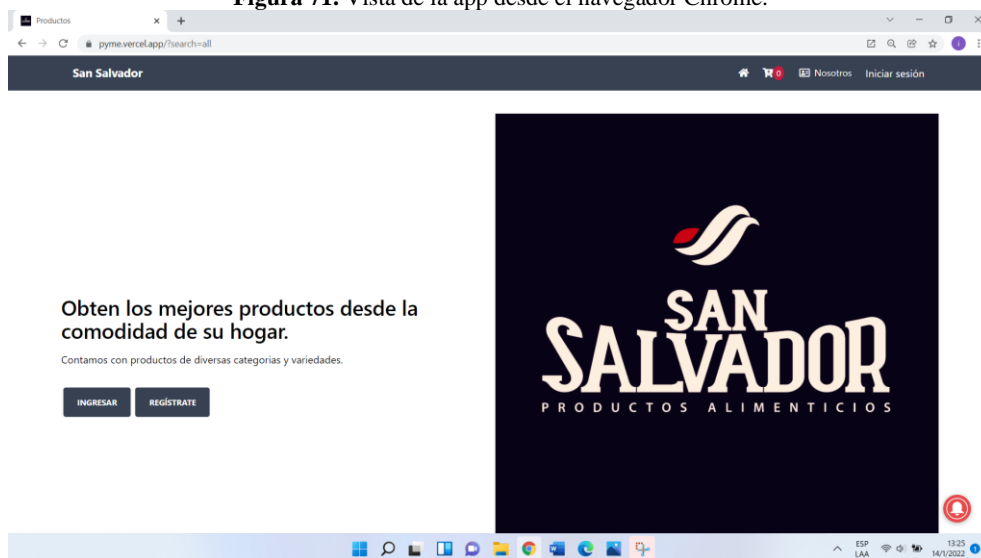 Figura 71. Vista de la app desde el navegador Chrome.
Productos
pyme.vercel.app/?search=all
San Salvador
0
Nosotros
Iniciar sesión
Obten los mejores productos desde la
comodidad de su hogar.
Contamos con productos de diversas categorias y variedades.
INGRESAR
REGÍSTRATE
SAN
SALVADOR
PRODUCTOS ALIMENTICIOS
ESP
LAA
13:25
14/1/2022
1